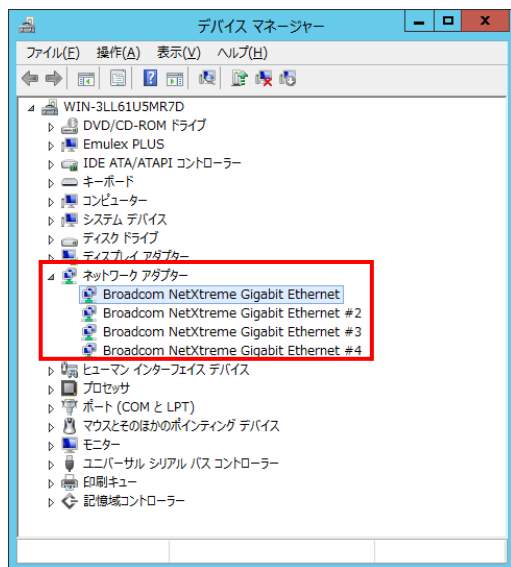 デバイス マネージャー
ファイル(F) 操作(A) 表示(V) ヘルプ(H)
WIN-3LL61U5MR7D
DVD/CD-ROM ドライブ
Emulex PLUS
IDE ATA/ATAPI コントローラー
キーボード
コンピューター
システム デバイス
ディスク ドライブ
ディスプレイ アダプター
ネットワーク アダプター
Broadcom NetXtreme Gigabit Ethernet
Broadcom NetXtreme Gigabit Ethernet #2
Broadcom NetXtreme Gigabit Ethernet #3
Broadcom NetXtreme Gigabit Ethernet #4
ヒューマン インターフェイス デバイス
プロセッサ
ポート (COM と LPT)
マウスとそのほかのポインティング デバイス
モニター
ユニバーサル シリアル バス コントローラー
印刷キュー
記憶域コントローラー